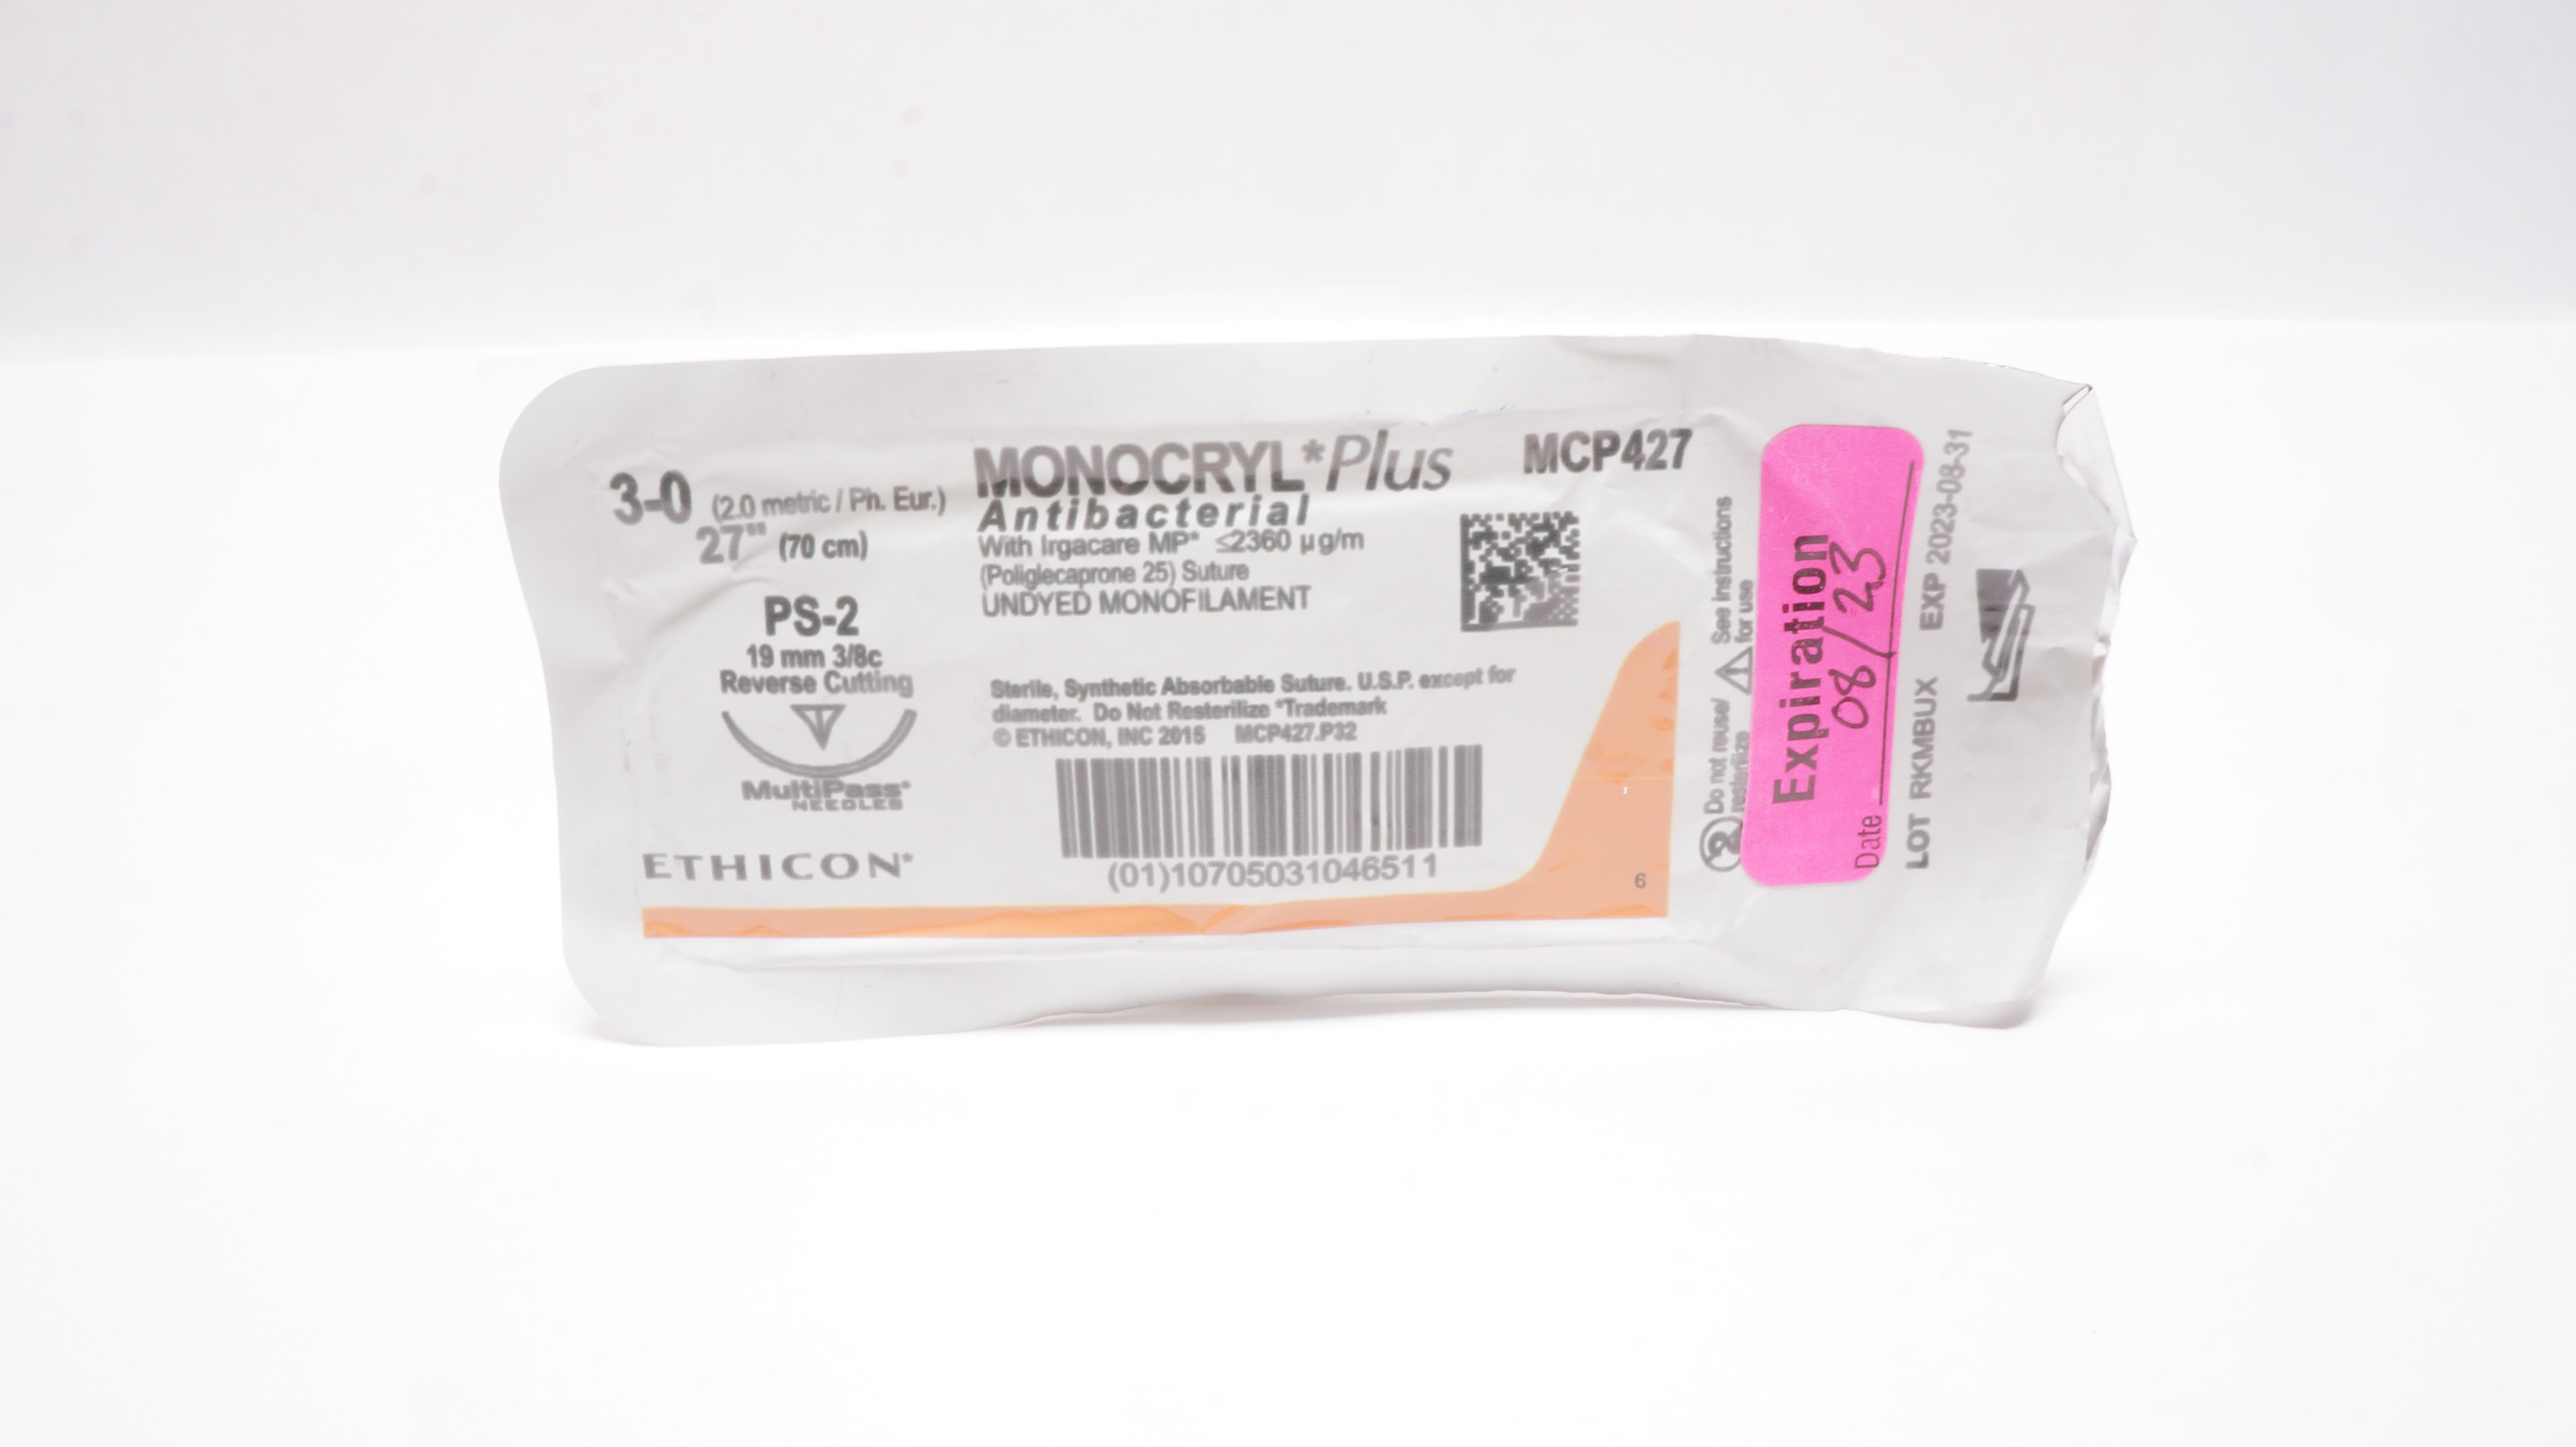 3-0 (2.0 metric / Ph. Eur.)
27" (70 cm)
PS-2
19 mm 3/8c
Reverse Cutting
MultiPass*
NEEDLES
ETHICON*
MONOCRYL* Plus
Antibacterial
With Irgacare MP* ≤2360 µg/m
(Poliglecaprone 25) Suture
UNDYED MONOFILAMENT
MCP427
Sterile, Synthetic Absorbable Suture. U.S.P. except for
diameter. Do Not Resterilize *Trademark
© ETHICON, INC 2015 MCP427.P32
(01)10705031046511
6
2
Do not reuse/
resterilize
See instructions
for use
Expiration
08/23
Date
LOT RKMBUX EXP 2023-08-31